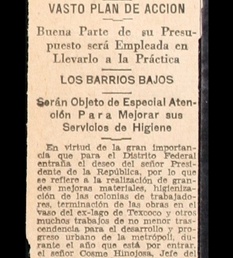 VASTO PLAN DE ACCION
Buena Parte de su Presu-
puesto será Empleada en
Llevarlo a la Práctica
LOS BARRIOS BAJOS
Serán Objeto de Especial Aten-
ción Para Mejorar sus
Servicios de Higiene
En virtud de la gran importan-
cia que para el Distrito Federal
entraña el deseo del señor Presi-
dente de la República, por lo que
se refiere a la realización de gran-
des mejoras materiales, higieniza-
ción de las colonias de trabajado-
res, terminación de las obras en el
vaso del ex-lago de Texcoco y otros
muchos trabajos de no menor tras-
cendencia para el desarrollo y pro-
greso urbano de la metrópoli, du-
rante el año que está por entrar,
el señor Cosme Hinojosa, Jefe del